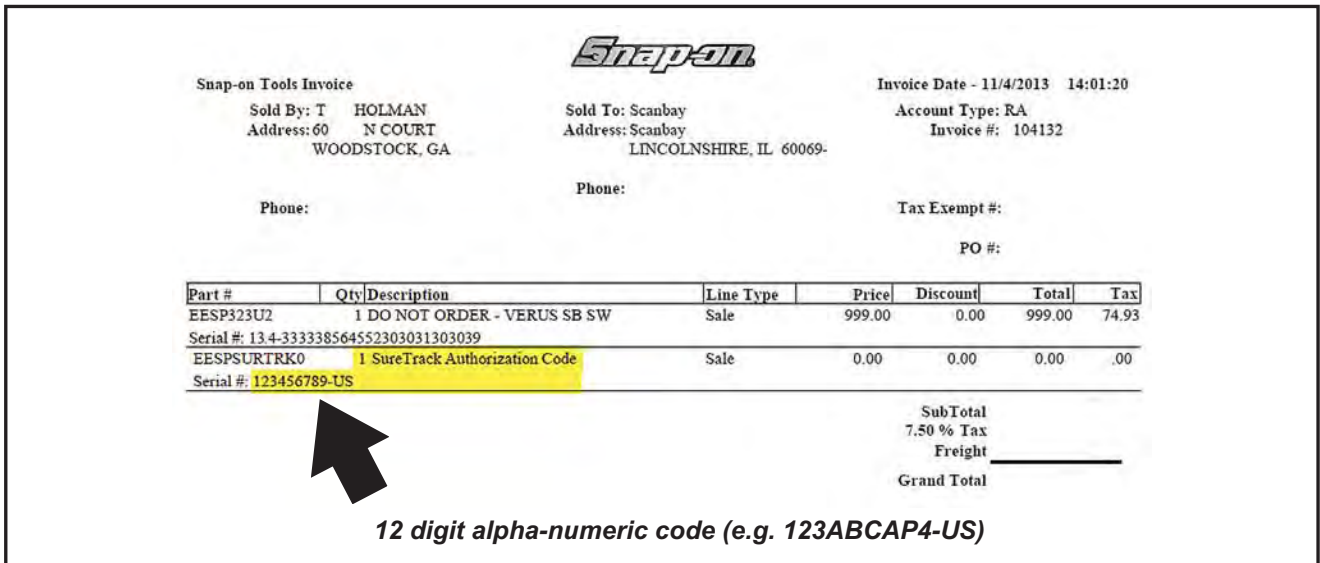 Snap-on
Snap-on Tools Invoice
Invoice Date - 11/4/2013 14:01:20
Sold By: T HOLMAN
Address: 60 N COURT
WOODSTOCK, GA
Sold To: Scanbay
Address: Scanbay
LINCOLNSHIRE, IL 60069-
Account Type: RA
Invoice #: 104132
Phone:
Phone:
Tax Exempt #:
PO #:
Part # Qty Description Line Type Price Discount Total Tax
EESP323U2 1 DO NOT ORDER - VERUS SB SW Sale 999.00 0.00 999.00 74.93
Serial #: 13.4-3333385645523030313030​39
EESPSURTRK0 1 SureTrack Authorization Code Sale 0.00 0.00 0.00 .00
Serial #: 123456789-US
SubTotal
7.50 % Tax
Freight
Grand Total
12 digit alpha-numeric code (e.g. 123ABCAP4-US)